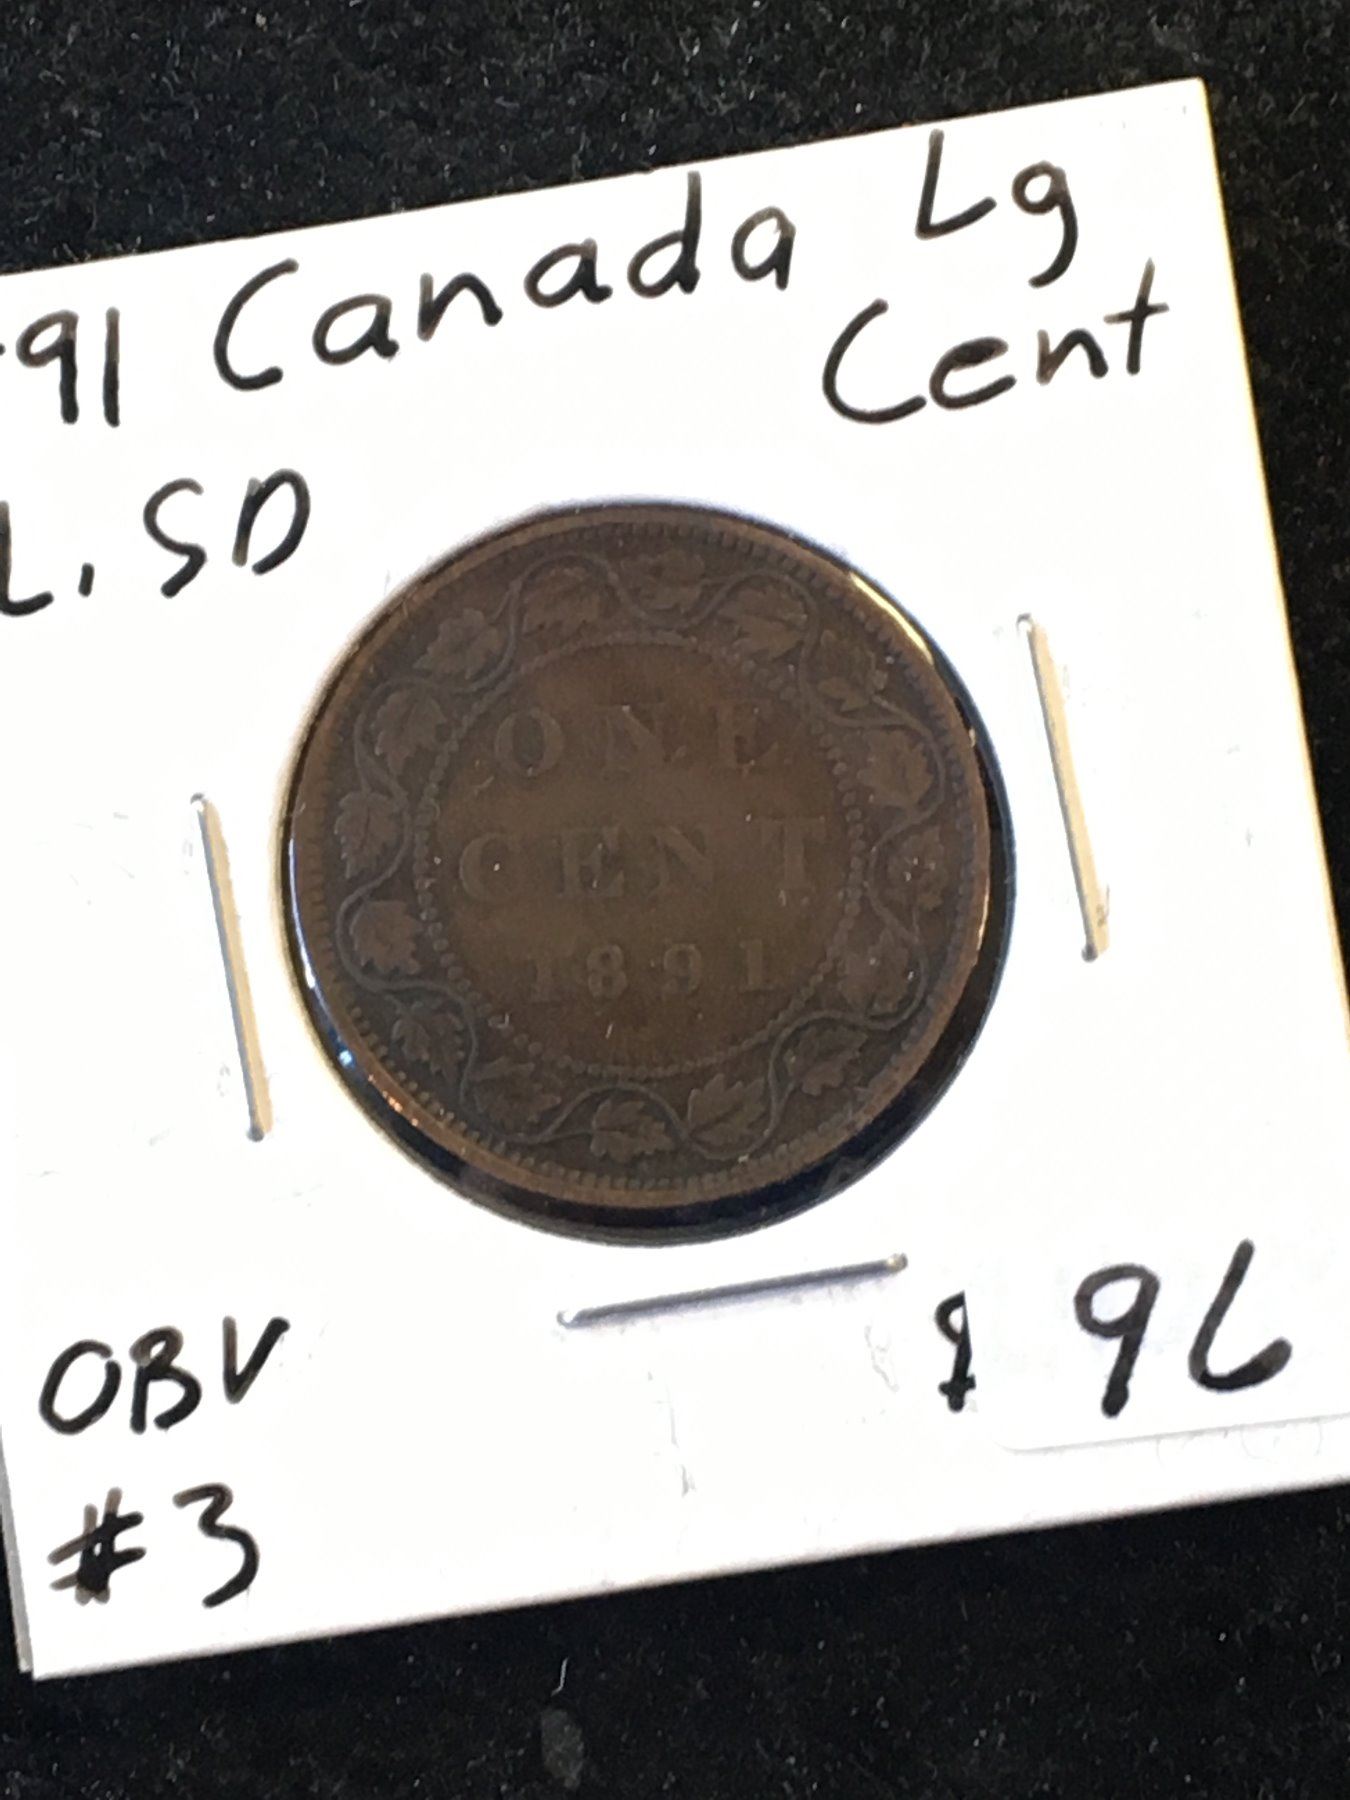 91 Canada Lg
Cent
L. SD
ONE
CENT
1891
OBV
$ 96
#3